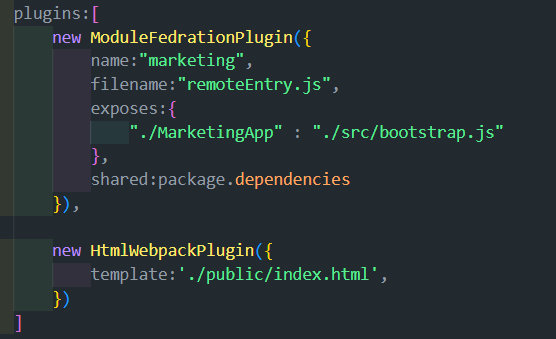 plugins:[
new ModuleFedrationPlugin({
name:"marketing",
filename:"remoteEntry.js",
exposes:{
"./MarketingApp" : "./src/bootstrap.js"
},
shared:package.dependencies
}),
new HtmlWebpackPlugin({
template:'./public/index.html',
})
]